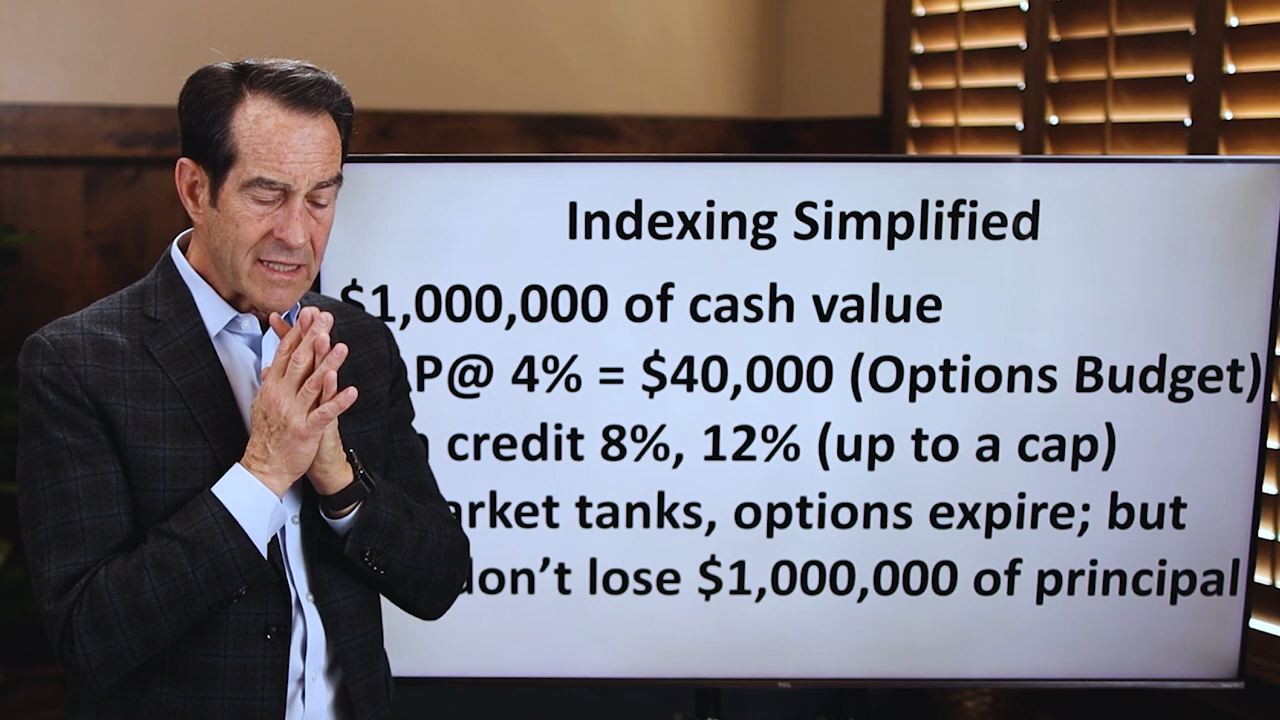 Indexing Simplified
$1,000,000 of cash value
P@ 4% = $40,000 (Options Budget)
credit 8%, 12% (up to a cap)
arket tanks, options expire; but
don’t lose $1,000,000 of principal
TCL